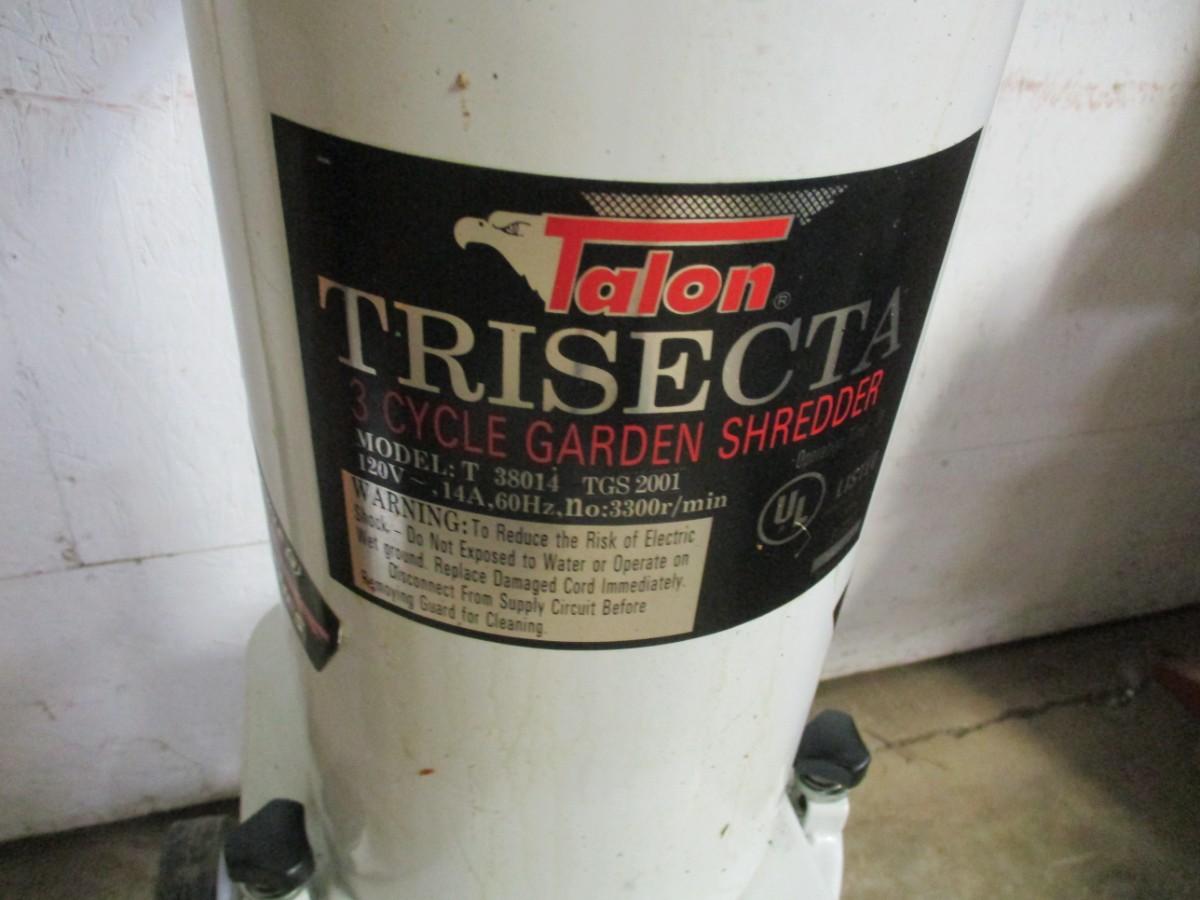 Talon®
TRISECTA
3 CYCLE GARDEN SHREDDER
MODEL: T 38014 TGS 2001
120V~,14A,60Hz,no:3300r/min
WARNING: To Reduce the Risk of Electric
Shock.- Do Not Exposed to Water or Operate on
Wet ground. Replace Damaged Cord Immediately.
Disconnect From Supply Circuit Before
Removing Guard for Cleaning.
UL
LISTED